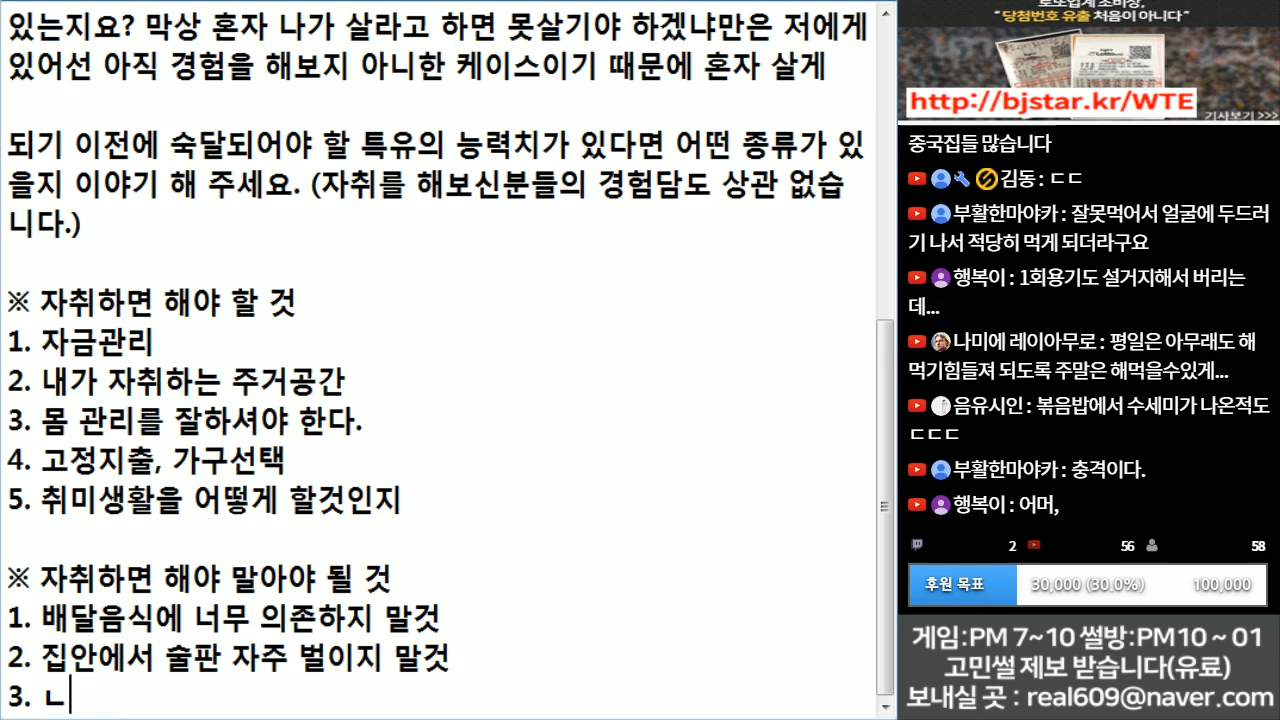 있는지요? 막상 혼자 나가 살라고 하면 못살기야 하겠냐만은 저에게
있어선 아직 경험을 해보지 아니한 케이스이기 때문에 혼자 살게
되기 이전에 숙달되어야 할 특유의 능력치가 있다면 어떤 종류가 있
을지 이야기 해 주세요. (자취를 해보신분들의 경험담도 상관 없습
니다.)
※ 자취하면 해야 할 것
1. 자금관리
2. 내가 자취하는 주거공간
3. 몸 관리를 잘하셔야 한다.
4. 고정지출, 가구선택
5. 취미생활을 어떻게 할것인지
※ 자취하면 해야 말아야 될 것
1. 배달음식에 너무 의존하지 말것
2. 집안에서 술판 자주 벌이지 말것
3. ㄴ
로또업계 초비상,
“당첨번호 유출 처음이 아니다”
http://bjstar.kr/WTE
기사보기 >>>
중국집들 많습니다
김동 : ㄷㄷ
부활한마야카 : 잘못먹어서 얼굴에 두드러
기 나서 적당히 먹게 되더라구요
행복이 : 1회용기도 설거지해서 버리는
데...
나미에 레이아무로 : 평일은 아무래도 해
먹기힘들져 되도록 주말은 해먹을수있게...
음유시인 : 볶음밥에서 수세미가 나온적도
ㄷㄷㄷ
부활한마야카 : 충격이다.
행복이 : 어머,
2 56 58
후원 목표 30,000 (30.0%) 100,000
게임:PM 7~10 썰방:PM10 ~ 01
고민썰 제보 받습니다(유료)
보내실 곳 : real609@naver.com